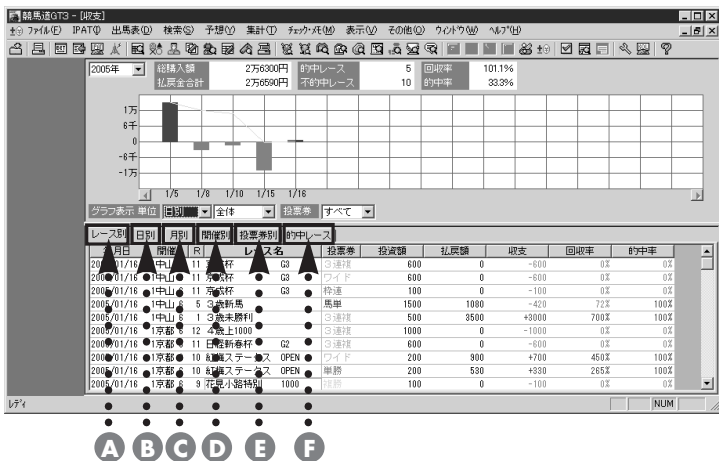 競馬道GT3 - [収支]
ファイル(F) IPAT(I) 出馬表(D) 検索(S) 予想(Y) 集計(T) チェック・メモ(M) 表示(V) その他(O) ウィンドウ(W) ヘルプ(H)
2005年 総購入額 2万6300円 的中レース 5 回収率 101.1%
払戻金合計 2万6590円 不的中レース 10 的中率 33.3%
1万
6千
0
-6千
-1万
1/5 1/8 1/10 1/15 1/16
グラフ表示 単位 日別 全体 投票券 すべて
レース別 日別 月別 開催別 投票券別 的中レース
月日 開催 R レース名 投票券 投資額 払戻額 収支 回収率 的中率
2005/01/16 1中山 6 11 京成杯 G3 3連複 600 0 -600 0% 0%
2005/01/16 1中山 6 11 京成杯 G3 ワイド 600 0 -600 0% 0%
2005/01/16 1中山 6 11 京成杯 G3 枠連 100 0 -100 0% 0%
2005/01/16 1中山 6 5 3歳新馬 馬単 1500 1080 -420 72% 100%
2005/01/16 1中山 6 1 3歳未勝利 3連複 500 3500 +3000 700% 100%
2005/01/16 1京都 6 12 4歳上1000 3連複 1000 0 -1000 0% 0%
2005/01/16 1京都 6 11 日経新春杯 G2 3連複 600 0 -600 0% 0%
2005/01/16 1京都 6 10 紅梅ステークス OPEN ワイド 200 900 +700 450% 100%
2005/01/16 1京都 6 10 紅梅ステークス OPEN 単勝 200 530 +330 265% 100%
2005/01/16 1京都 6 9 花見小路特別 1000 複勝 100 0 -100 0% 0%
レディ NUM
A B C D E F